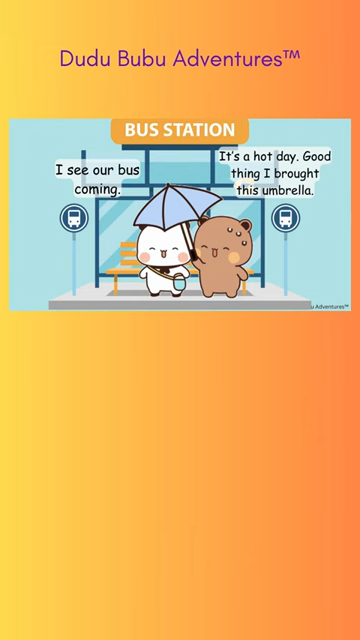 Dudu Bubu Adventures™
BUS STATION
I see our bus
coming.
It's a hot day. Good
thing I brought
this umbrella.
u Adventures™